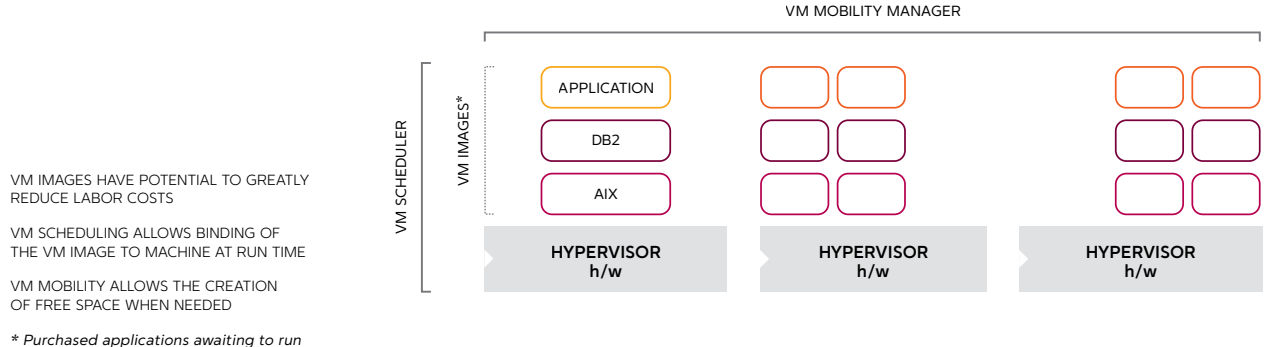 VM MOBILITY MANAGER
VM SCHEDULER
VM IMAGES*
APPLICATION
DB2
AIX
HYPERVISOR
h/w
HYPERVISOR
h/w
HYPERVISOR
h/w
VM IMAGES HAVE POTENTIAL TO GREATLY
REDUCE LABOR COSTS
VM SCHEDULING ALLOWS BINDING OF
THE VM IMAGE TO MACHINE AT RUN TIME
VM MOBILITY ALLOWS THE CREATION
OF FREE SPACE WHEN NEEDED
* Purchased applications awaiting to run